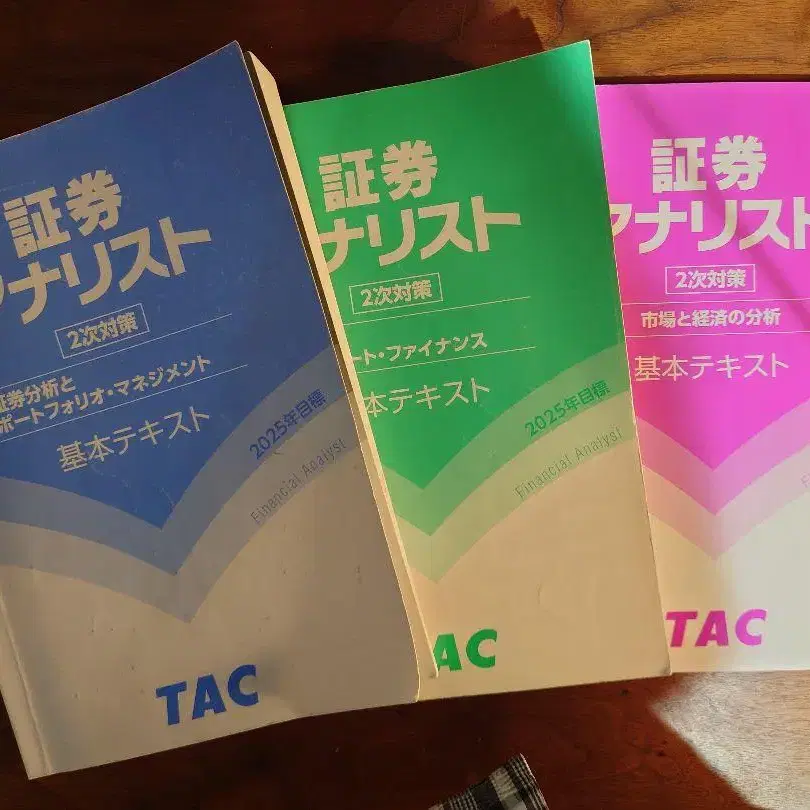 証券
アナリスト
2次対策
証券分析と
ポートフォリオ・マネジメント
基本テキスト
2025年目標
Financial Analyst
TAC
証券
ナリスト
2次対策
ート・ファイナンス
本テキスト
2025年目標
Financial Analyst
AC
証券
アナリスト
2次対策
市場と経済の分析
基本テキスト
TAC